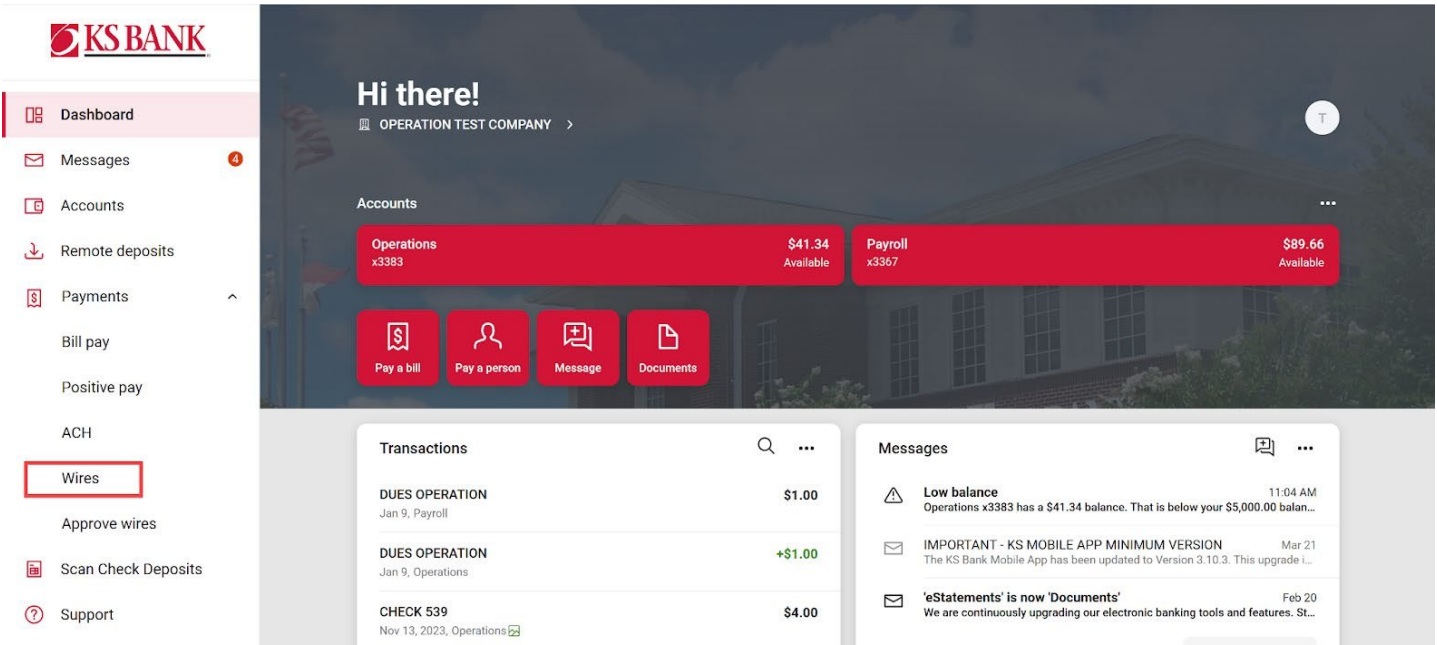 KS BANK
Dashboard
Messages 4
Accounts
Remote deposits
Payments
Bill pay
Positive pay
ACH
Wires
Approve wires
Scan Check Deposits
Support
Hi there!
OPERATION TEST COMPANY >
T
Accounts
Operations $41.34
x3383 Available
Payroll $89.66
x3367 Available
Pay a bill
Pay a person
Message
Documents
Transactions
DUES OPERATION $1.00
Jan 9, Payroll
DUES OPERATION +$1.00
Jan 9, Operations
CHECK 539 $4.00
Nov 13, 2023, Operations
Messages
Low balance 11:04 AM
Operations x3383 has a $41.34 balance. That is below your $5,000.00 balan...
IMPORTANT - KS MOBILE APP MINIMUM VERSION Mar 21
The KS Bank Mobile App has been updated to Version 3.10.3. This upgrade i...
'eStatements' is now 'Documents' Feb 20
We are continuously upgrading our electronic banking tools and features. St...